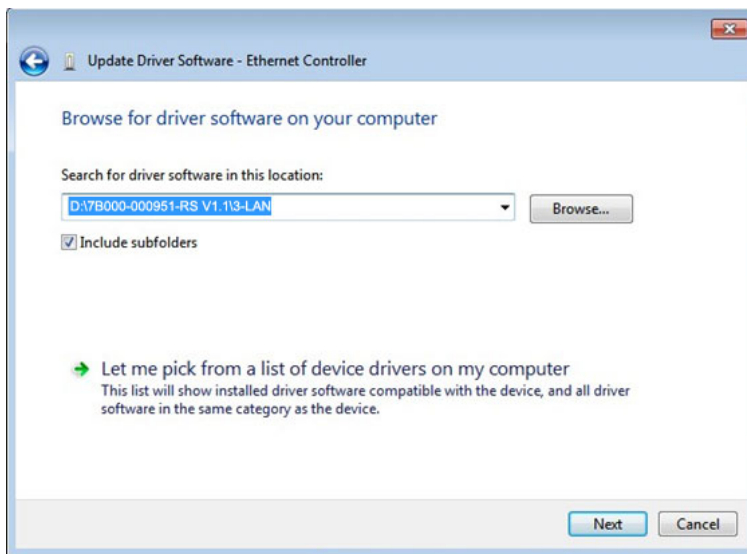 Update Driver Software - Ethernet Controller
Browse for driver software on your computer
Search for driver software in this location:
D:\7B000-000951-RS V1.1\3-LAN
Browse...
Include subfolders
Let me pick from a list of device drivers on my computer
This list will show installed driver software compatible with the device, and all driver
software in the same category as the device.
Next
Cancel